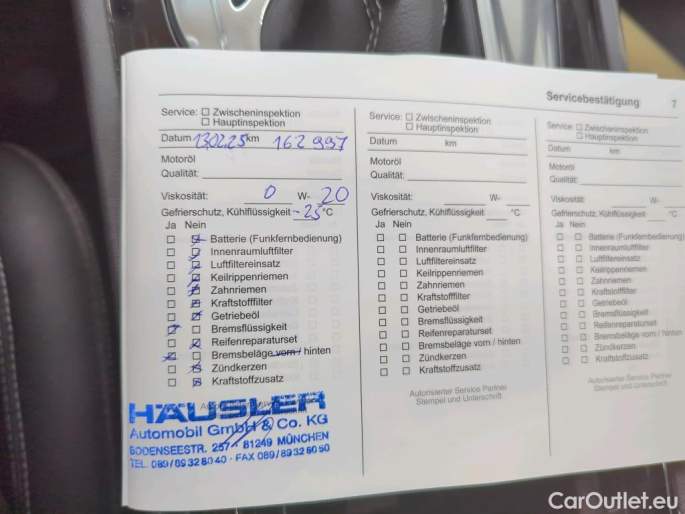 Servicebestätigung 7
Service: Zwischeninspektion
Hauptinspektion
Datum 13.02.25 km 162 997
Motoröl
Qualität:
Viskosität: 0 W- 20
Gefrierschutz, Kühlflüssigkeit -25 °C
Ja Nein
Batterie (Funkfernbedienung)
Innenraumluftfilter
Luftfiltereinsatz
Keilrippenriemen
Zahnriemen
Kraftstofffilter
Getriebeöl
Bremsflüssigkeit
Reifenreparaturset
Bremsbeläge vorn / hinten
Zündkerzen
Kraftstoffzusatz
HÄUSLER
Automobil GmbH & Co. KG
BODENSEESTR. 257 · 81249 MÜNCHEN
TEL. 089/89 32 80 40 · FAX 089/89 32 80 50
Service: Zwischeninspektion
Hauptinspektion
Datum km
Motoröl
Qualität:
Viskosität: W-
Gefrierschutz, Kühlflüssigkeit °C
Ja Nein
Batterie (Funkfernbedienung)
Innenraumluftfilter
Luftfiltereinsatz
Keilrippenriemen
Zahnriemen
Kraftstofffilter
Getriebeöl
Bremsflüssigkeit
Reifenreparaturset
Bremsbeläge vorn / hinten
Zündkerzen
Kraftstoffzusatz
Autorisierter Service Partner
Stempel und Unterschrift
Service: Zwischeninspektion
Hauptinspektion
Datum km
Motoröl
Qualität:
Viskosität: W-
Gefrierschutz, Kühlflüssigkeit °C
Ja Nein
Batterie (Funkfernbedienung)
Innenraumluftfilter
Luftfiltereinsatz
Keilrippenriemen
Zahnriemen
Kraftstofffilter
Getriebeöl
Bremsflüssigkeit
Reifenreparaturset
Bremsbeläge vorn / hinten
Zündkerzen
Kraftstoffzusatz
Autorisierter Service Partner
Stempel und Unterschrift
CarOutlet.eu